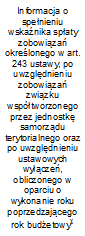 Informacja o
spełnieniu
wskaźnika spłaty
zobowiązań
określonego w art.
243 ustawy, po
uwzględnieniu
zobowiązań
związku
współtworzonego
przez jednostkę
samorządu
terytorialnego oraz
po uwzględnieniu
ustawowych
wyłączeń,
obliczonego w
oparciu o
wykonanie roku
poprzedzającego
rok budżetowy